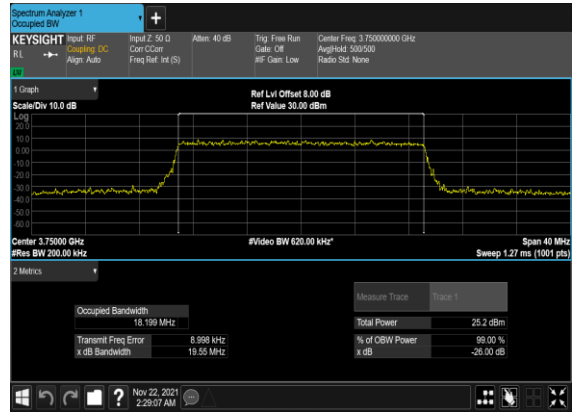 Spectrum Analyzer 1
Occupied BW
+
KEYSIGHT Input: RF Input Z: 50 Ω Atten: 40 dB Trig: Free Run Center Freq: 3.750000000 GHz
RL Coupling: DC Corr CCorr Gate: Off Avg|Hold: 500/500
Align: Auto Freq Ref: Int (S) #IF Gain: Low Radio Std: None
1 Graph
Ref Lvl Offset 8.00 dB
Scale/Div 10.0 dB Ref Value 30.00 dBm
Log
20.0
10.0
0.00
-10.0
-20.0
-30.0
-40.0
-50.0
-60.0
Center 3.75000 GHz #Video BW 620.00 kHz* Span 40 MHz
#Res BW 200.00 kHz Sweep 1.27 ms (1001 pts)
2 Metrics
Measure Trace Trace 1
Occupied Bandwidth
18.199 MHz Total Power 25.2 dBm
Transmit Freq Error 8.998 kHz % of OBW Power 99.00 %
x dB Bandwidth 19.55 MHz x dB -26.00 dB
? Nov 22, 2021
2:29:07 AM